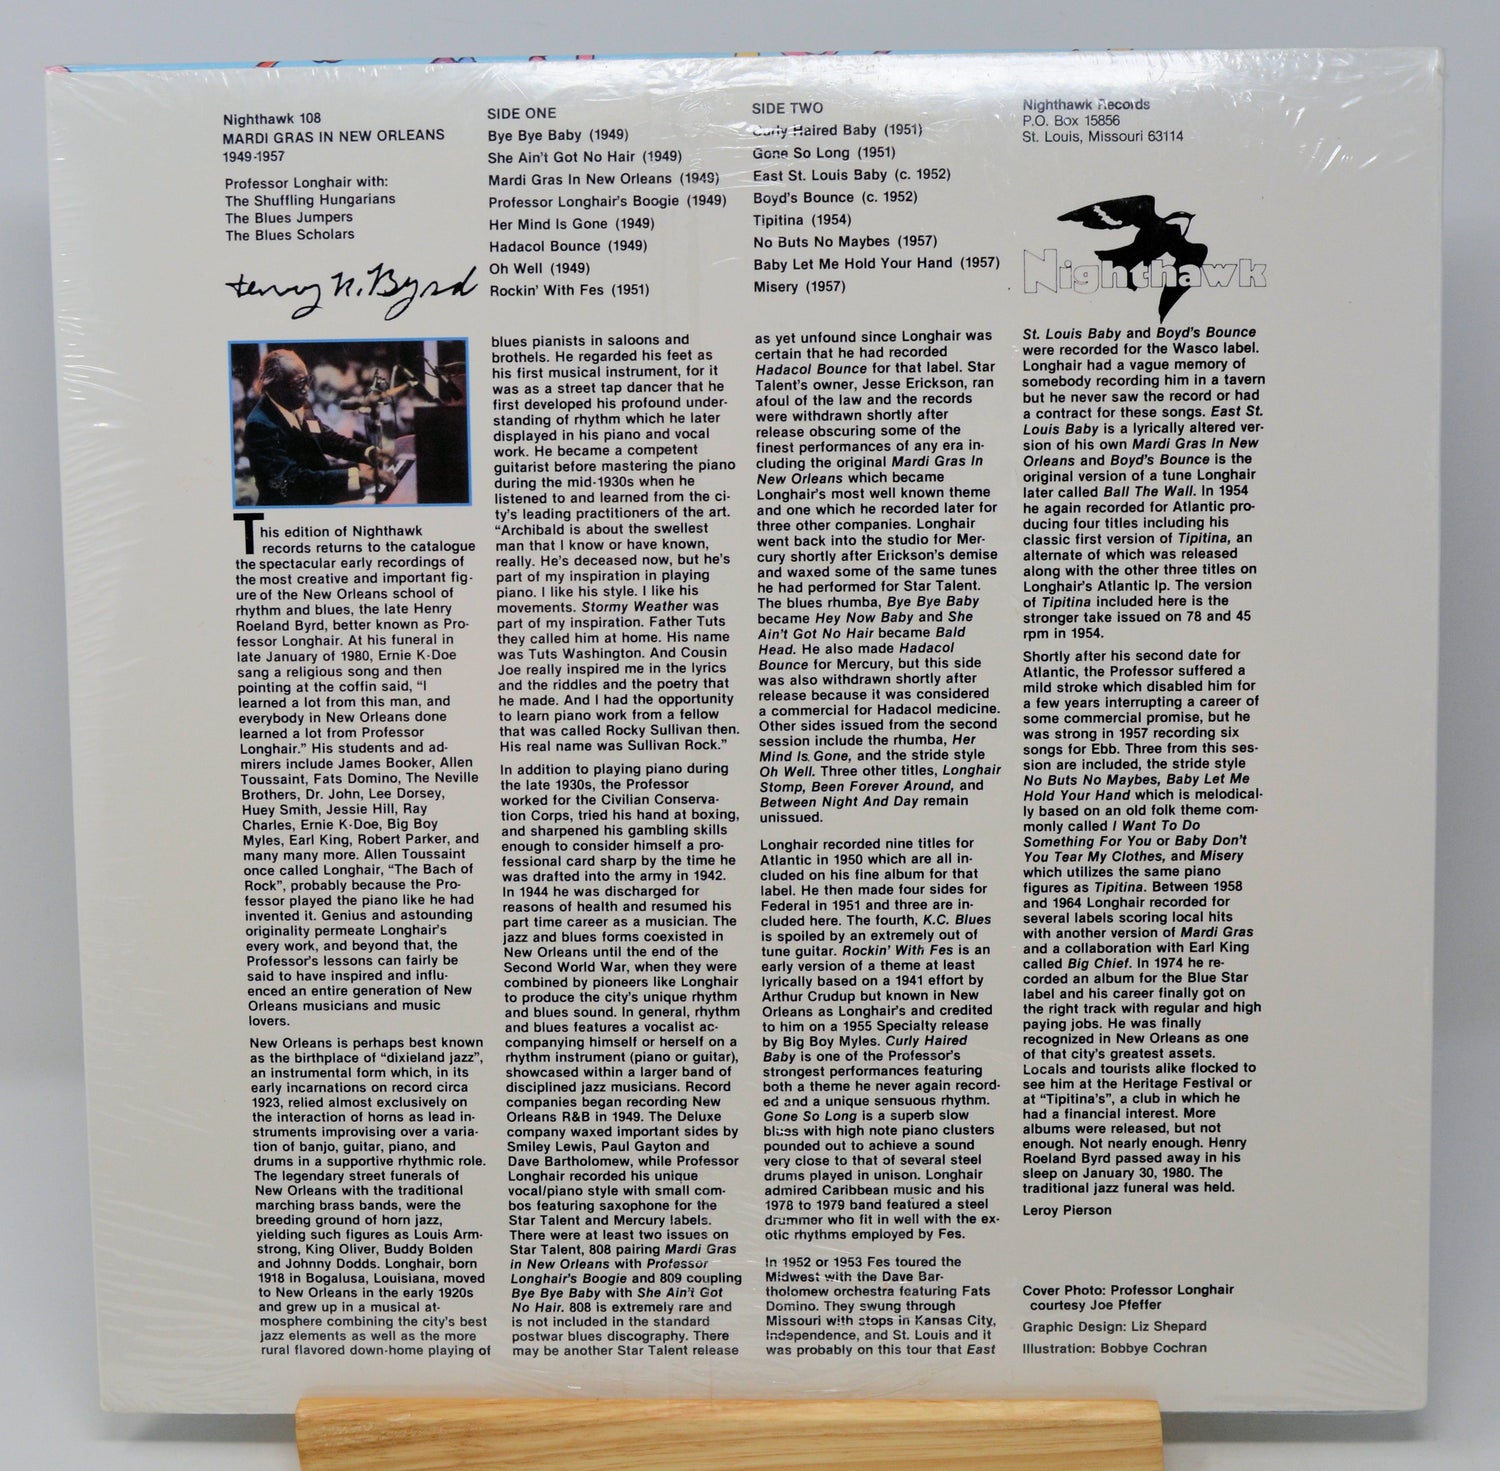 Nighthawk 108
MARDI GRAS IN NEW ORLEANS
1949-1957
Professor Longhair with:
The Shuffling Hungarians
The Blues Jumpers
The Blues Scholars
Henry R. Byrd
SIDE ONE
Bye Bye Baby (1949)
She Ain't Got No Hair (1949)
Mardi Gras In New Orleans (1949)
Professor Longhair's Boogie (1949)
Her Mind Is Gone (1949)
Hadacol Bounce (1949)
Oh Well (1949)
Rockin' With Fes (1951)
SIDE TWO
Curly Haired Baby (1951)
Gone So Long (1951)
East St. Louis Baby (c. 1952)
Boyd's Bounce (c. 1952)
Tipitina (1954)
No Buts No Maybes (1957)
Baby Let Me Hold Your Hand (1957)
Misery (1957)
Nighthawk Records
P.O. Box 15856
St. Louis, Missouri 63114
Nighthawk
This edition of Nighthawk
records returns to the catalogue
the spectacular early recordings of
the most creative and important fig-
ure of the New Orleans school of
rhythm and blues, the late Henry
Roeland Byrd, better known as Pro-
fessor Longhair. At his funeral in
late January of 1980, Ernie K-Doe
sang a religious song and then
pointing at the coffin said, “I
learned a lot from this man, and
everybody in New Orleans done
learned a lot from Professor
Longhair.” His students and ad-
mirers include James Booker, Allen
Toussaint, Fats Domino, The Neville
Brothers, Dr. John, Lee Dorsey,
Huey Smith, Jessie Hill, Ray
Charles, Ernie K-Doe, Big Boy
Myles, Earl King, Robert Parker, and
many many more. Allen Toussaint
once called Longhair, “The Bach of
Rock”, probably because the Pro-
fessor played the piano like he had
invented it. Genius and astounding
originality permeate Longhair's
every work, and beyond that, the
Professor's lessons can fairly be
said to have inspired and influ-
enced an entire generation of New
Orleans musicians and music
lovers.
New Orleans is perhaps best known
as the birthplace of “dixieland jazz”,
an instrumental form which, in its
early incarnations on record circa
1923, relied almost exclusively on
the interaction of horns as lead in-
struments improvising over a varia-
tion of banjo, guitar, piano, and
drums in a supportive rhythmic role.
The legendary street funerals of
New Orleans with the traditional
marching brass bands, were the
breeding ground of horn jazz,
yielding such figures as Louis Arm-
strong, King Oliver, Buddy Bolden
and Johnny Dodds. Longhair, born
1918 in Bogalusa, Louisiana, moved
to New Orleans in the early 1920s
and grew up in a musical at-
mosphere combining the city's best
jazz elements as well as the more
rural flavored down-home playing of
blues pianists in saloons and
brothels. He regarded his feet as
his first musical instrument, for it
was as a street tap dancer that he
first developed his profound under-
standing of rhythm which he later
displayed in his piano and vocal
work. He became a competent
guitarist before mastering the piano
during the mid-1930s when he
listened to and learned from the ci-
ty's leading practitioners of the art.
“Archibald is about the swellest
man that I know or have known,
really. He's deceased now, but he's
part of my inspiration in playing
piano. I like his style. I like his
movements. Stormy Weather was
part of my inspiration. Father Tuts
they called him at home. His name
was Tuts Washington. And Cousin
Joe really inspired me in the lyrics
and the riddles and the poetry that
he made. And I had the opportunity
to learn piano work from a fellow
that was called Rocky Sullivan then.
His real name was Sullivan Rock.”
In addition to playing piano during
the late 1930s, the Professor
worked for the Civilian Conserva-
tion Corps, tried his hand at boxing,
and sharpened his gambling skills
enough to consider himself a pro-
fessional card sharp by the time he
was drafted into the army in 1942.
In 1944 he was discharged for
reasons of health and resumed his
part time career as a musician. The
jazz and blues forms coexisted in
New Orleans until the end of the
Second World War, when they were
combined by pioneers like Longhair
to produce the city's unique rhythm
and blues sound. In general, rhythm
and blues features a vocalist ac-
companying himself or herself on a
rhythm instrument (piano or guitar),
showcased within a larger band of
disciplined jazz musicians. Record
companies began recording New
Orleans R&B in 1949. The Deluxe
company waxed important sides by
Smiley Lewis, Paul Gayton and
Dave Bartholomew, while Professor
Longhair recorded his unique
vocal/piano style with small com-
bos featuring saxophone for the
Star Talent and Mercury labels.
There were at least two issues on
Star Talent, 808 pairing Mardi Gras
in New Orleans with Professor
Longhair's Boogie and 809 coupling
Bye Bye Baby with She Ain't Got
No Hair. 808 is extremely rare and
is not included in the standard
postwar blues discography. There
may be another Star Talent release
as yet unfound since Longhair was
certain that he had recorded
Hadacol Bounce for that label. Star
Talent's owner, Jesse Erickson, ran
afoul of the law and the records
were withdrawn shortly after
release obscuring some of the
finest performances of any era in-
cluding the original Mardi Gras In
New Orleans which became
Longhair's most well known theme
and one which he recorded later for
three other companies. Longhair
went back into the studio for Mer-
cury shortly after Erickson's demise
and waxed some of the same tunes
he had performed for Star Talent.
The blues rhumba, Bye Bye Baby
became Hey Now Baby and She
Ain't Got No Hair became Bald
Head. He also made Hadacol
Bounce for Mercury, but this side
was also withdrawn shortly after
release because it was considered
a commercial for Hadacol medicine.
Other sides issued from the second
session include the rhumba, Her
Mind Is Gone, and the stride style
Oh Well. Three other titles, Longhair
Stomp, Been Forever Around, and
Between Night And Day remain
unissued.
Longhair recorded nine titles for
Atlantic in 1950 which are all in-
cluded on his fine album for that
label. He then made four sides for
Federal in 1951 and three are in-
cluded here. The fourth, K.C. Blues
is spoiled by an extremely out of
tune guitar. Rockin' With Fes is an
early version of a theme at least
lyrically based on a 1941 effort by
Arthur Crudup but known in New
Orleans as Longhair's and credited
to him on a 1955 Specialty release
by Big Boy Myles. Curly Haired
Baby is one of the Professor's
strongest performances featuring
both a theme he never again record-
ed and a unique sensuous rhythm.
Gone So Long is a superb slow
blues with high note piano clusters
pounded out to achieve a sound
very close to that of several steel
drums played in unison. Longhair
admired Caribbean music and his
1978 to 1979 band featured a steel
drummer who fit in well with the ex-
otic rhythms employed by Fes.
In 1952 or 1953 Fes toured the
Midwest with the Dave Bar-
tholomew orchestra featuring Fats
Domino. They swung through
Missouri with stops in Kansas City,
Independence, and St. Louis and it
was probably on this tour that East
St. Louis Baby and Boyd's Bounce
were recorded for the Wasco label.
Longhair had a vague memory of
somebody recording him in a tavern
but he never saw the record or had
a contract for these songs. East St.
Louis Baby is a lyrically altered ver-
sion of his own Mardi Gras In New
Orleans and Boyd's Bounce is the
original version of a tune Longhair
later called Ball The Wall. In 1954
he again recorded for Atlantic pro-
ducing four titles including his
classic first version of Tipitina, an
alternate of which was released
along with the other three titles on
Longhair's Atlantic lp. The version
of Tipitina included here is the
stronger take issued on 78 and 45
rpm in 1954.
Shortly after his second date for
Atlantic, the Professor suffered a
mild stroke which disabled him for
a few years interrupting a career of
some commercial promise, but he
was strong in 1957 recording six
songs for Ebb. Three from this ses-
sion are included, the stride style
No Buts No Maybes, Baby Let Me
Hold Your Hand which is melodical-
ly based on an old folk theme com-
monly called I Want To Do
Something For You or Baby Don't
You Tear My Clothes, and Misery
which utilizes the same piano
figures as Tipitina. Between 1958
and 1964 Longhair recorded for
several labels scoring local hits
with another version of Mardi Gras
and a collaboration with Earl King
called Big Chief. In 1974 he re-
corded an album for the Blue Star
label and his career finally got on
the right track with regular and high
paying jobs. He was finally
recognized in New Orleans as one
of that city's greatest assets.
Locals and tourists alike flocked to
see him at the Heritage Festival or
at “Tipitina's”, a club in which he
had a financial interest. More
albums were released, but not
enough. Not nearly enough. Henry
Roeland Byrd passed away in his
sleep on January 30, 1980. The
traditional jazz funeral was held.
Leroy Pierson
Cover Photo: Professor Longhair
courtesy Joe Pfeffer
Graphic Design: Liz Shepard
Illustration: Bobbye Cochran